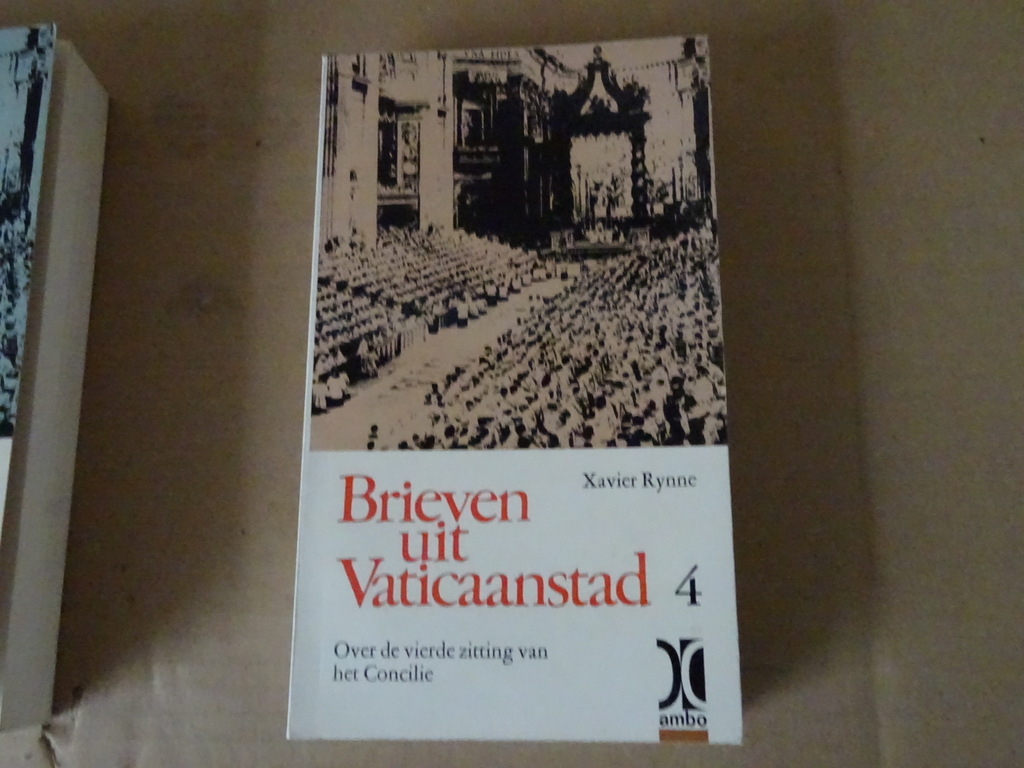 Xavier Rynne
Brieven
uit
Vaticaanstad 4
Over de vierde zitting van
het Concilie
ambo